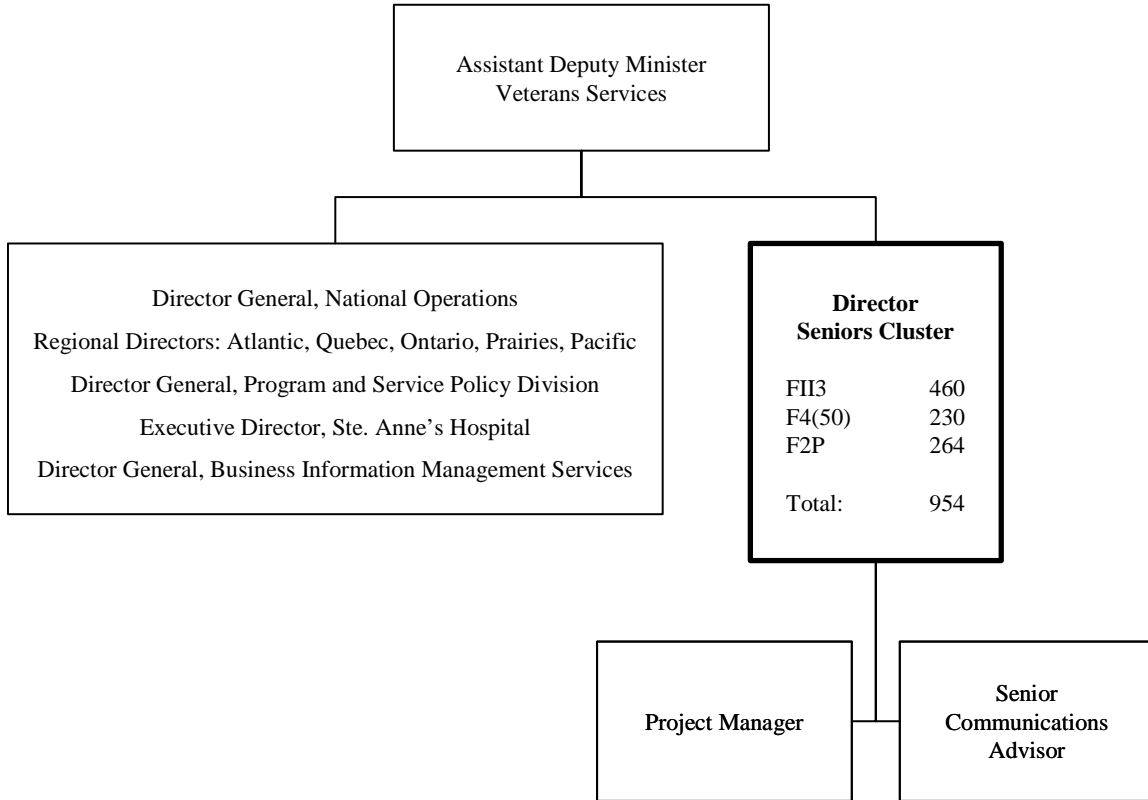 Assistant Deputy Minister
Veterans Services
Director General, National Operations
Regional Directors: Atlantic, Quebec, Ontario, Prairies, Pacific
Director General, Program and Service Policy Division
Executive Director, Ste. Anne’s Hospital
Director General, Business Information Management Services
Director
Seniors Cluster
FII3 460
F4(50) 230
F2P 264
Total: 954
Project Manager
Senior
Communications
Advisor